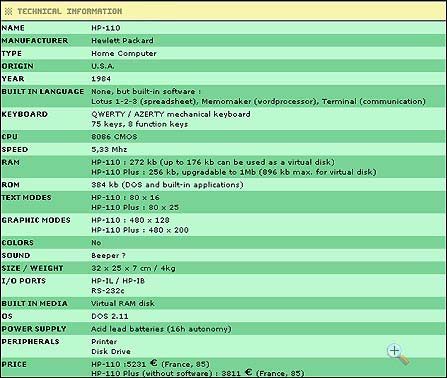 TECHNICAL INFORMATION
NAME HP-110
MANUFACTURER Hewlett Packard
TYPE Home Computer
ORIGIN U.S.A.
YEAR 1984
BUILT IN LANGUAGE None, but built-in software :
Lotus 1-2-3 (spreadsheet), Memomaker (wordprocessor), Terminal (communication)
KEYBOARD QWERTY / AZERTY mechanical keyboard
75 keys, 8 function keys
CPU 8086 CMOS
SPEED 5,33 Mhz
RAM HP-110 : 272 kb (up to 176 kb can be used as a virtual disk)
HP-110 Plus : 256 kb, upgradable to 1Mb (896 kb max. for virtual disk)
ROM 384 kb (DOS and built-in applications)
TEXT MODES HP-110 : 80 x 16
HP-110 Plus : 80 x 25
GRAPHIC MODES HP-110 : 480 x 128
HP-110 Plus : 480 x 200
COLORS No
SOUND Beeper ?
SIZE / WEIGHT 32 x 25 x 7 cm / 4kg
I/O PORTS HP-IL / HP-IB
RS-232c
BUILT IN MEDIA Virtual RAM disk
OS DOS 2.11
POWER SUPPLY Acid lead batteries (16h autonomy)
PERIPHERALS Printer
Disk Drive
PRICE HP-110 :5231 € (France, 85)
HP-110 Plus (without software) : 3811 € (France, 85)